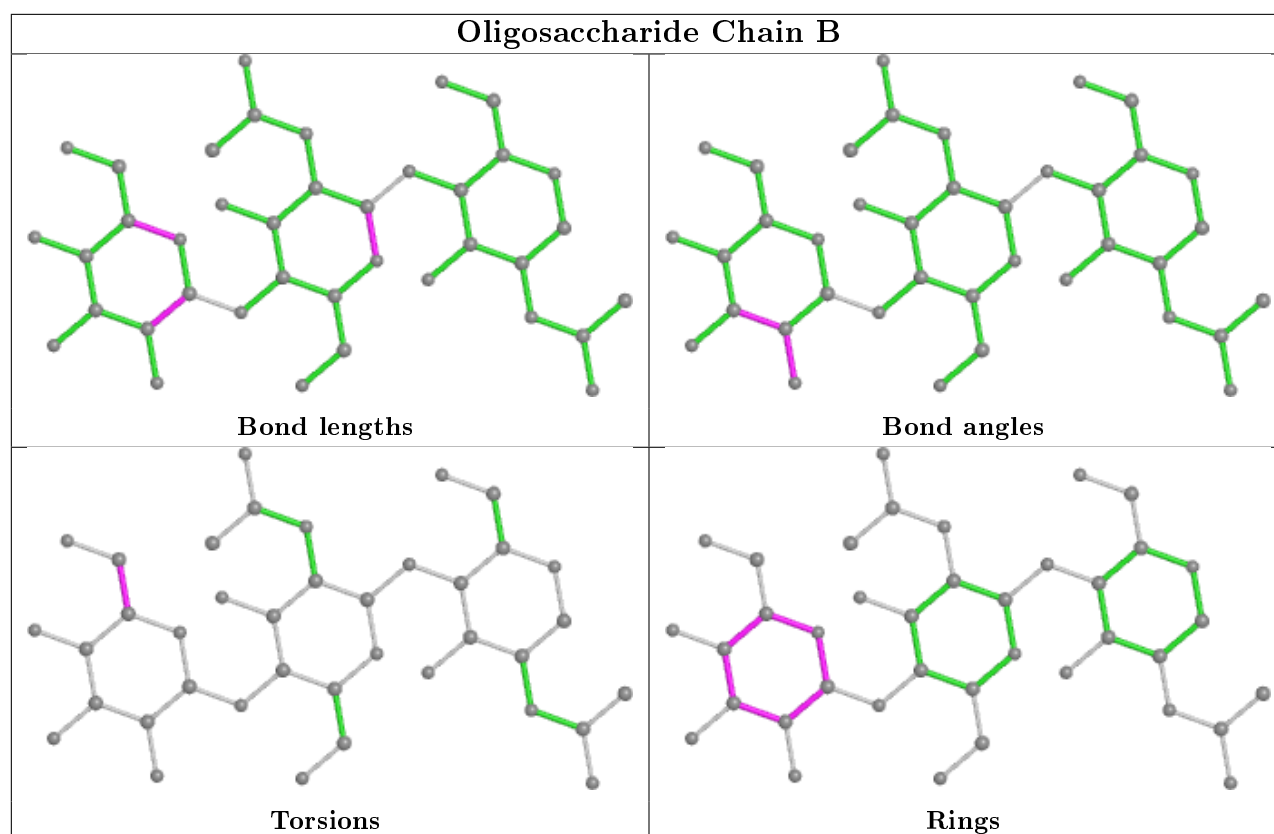 Oligosaccharide Chain B
Bond lengths
Bond angles
Torsions
Rings